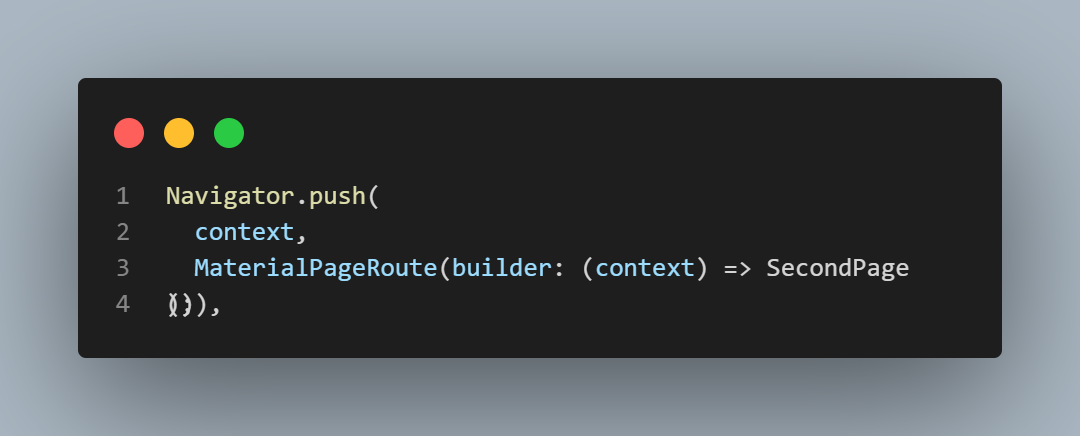 1 Navigator.push(
2 context,
3 MaterialPageRoute(builder: (context) => SecondPage
4 ()),
);